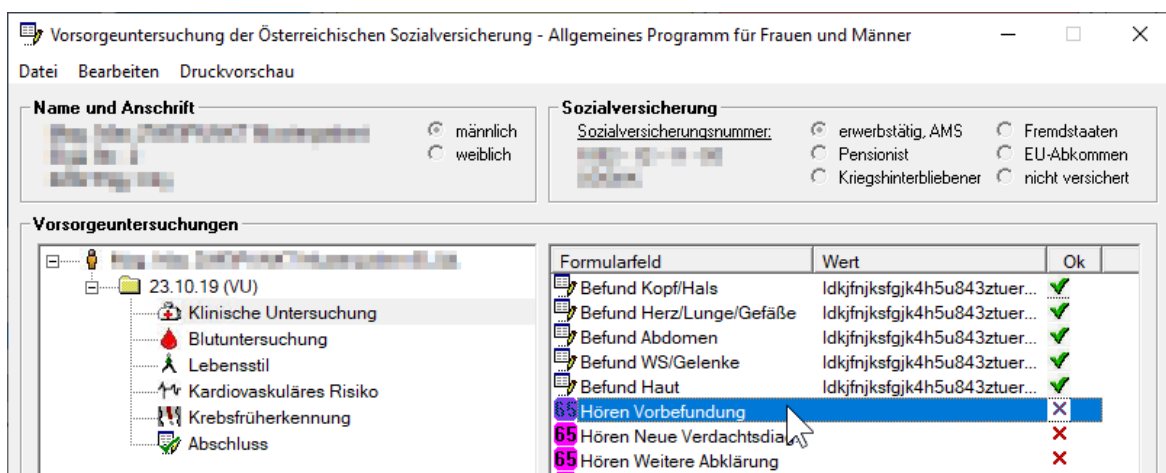 Vorsorgeuntersuchung der Österreichischen Sozialversicherung - Allgemeines Programm für Frauen und Männer
Datei Bearbeiten Druckvorschau
Name und Anschrift
männlich
weiblich
Sozialversicherung
Sozialversicherungsnummer:
erwerbstätig, AMS
Pensionist
Kriegshinterbliebener
Fremdstaaten
EU-Abkommen
nicht versichert
Vorsorgeuntersuchungen
23.10.19 (VU)
Klinische Untersuchung
Blutuntersuchung
Lebensstil
Kardiovaskuläres Risiko
Krebsfrüherkennung
Abschluss
Formularfeld Wert Ok
Befund Kopf/Hals ldkjfnjksfgjk4h5u843ztuer...
Befund Herz/Lunge/Gefäße ldkjfnjksfgjk4h5u843ztuer...
Befund Abdomen ldkjfnjksfgjk4h5u843ztuer...
Befund WS/Gelenke ldkjfnjksfgjk4h5u843ztuer...
Befund Haut ldkjfnjksfgjk4h5u843ztuer...
65 Hören Vorbefundung
65 Hören Neue Verdachtsdia
65 Hören Weitere Abklärung